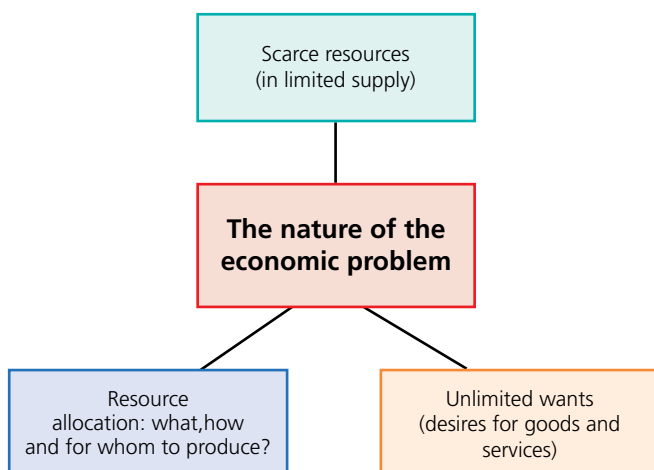 Scarce resources
(in limited supply)
The nature of the
economic problem
Resource
allocation: what,how
and for whom to produce?
Unlimited wants
(desires for goods and
services)